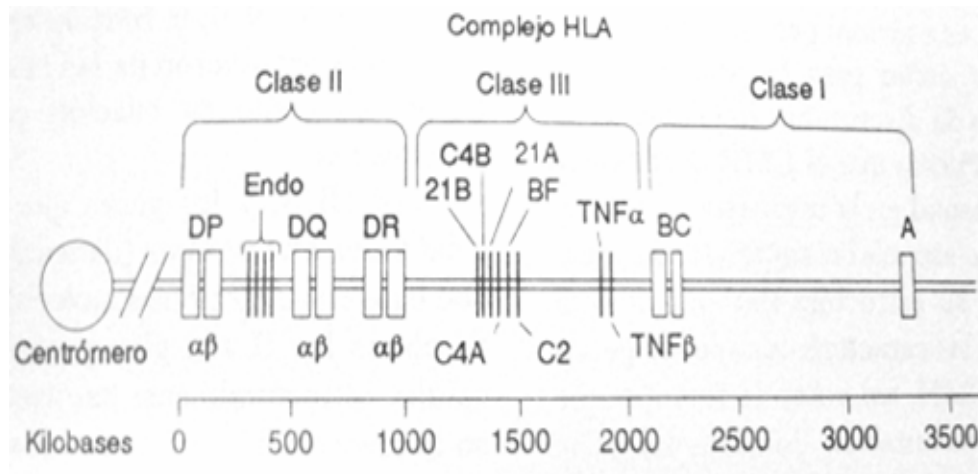 Complejo HLA
Clase II Clase III Clase I
C4B 21A
Endo 21B BF
DP DQ DR TNFα BC A
Centrómero αβ αβ αβ C4A C2 TNFβ
Kilobases 0 500 1000 1500 2000 2500 3000 3500